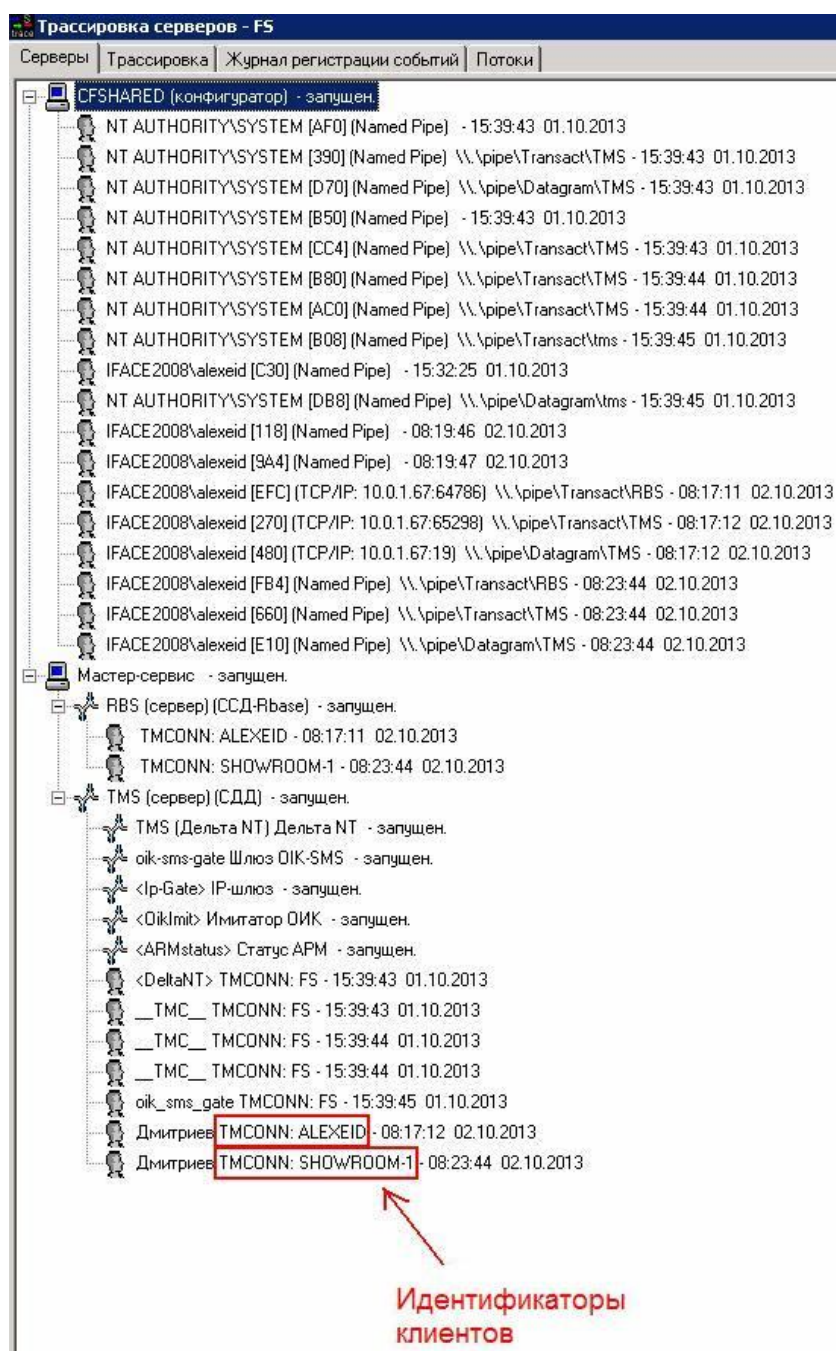 Трассировка серверов - FS
Серверы Трассировка Журнал регистрации событий Потоки
CFSHARED (конфигуратор) - запущен.
NT AUTHORITY\SYSTEM [AF0] (Named Pipe) - 15:39:43 01.10.2013
NT AUTHORITY\SYSTEM [390] (Named Pipe) \\.\pipe\Transact\TMS - 15:39:43 01.10.2013
NT AUTHORITY\SYSTEM [D70] (Named Pipe) \\.\pipe\Datagram\TMS - 15:39:43 01.10.2013
NT AUTHORITY\SYSTEM [B50] (Named Pipe) - 15:39:43 01.10.2013
NT AUTHORITY\SYSTEM [CC4] (Named Pipe) \\.\pipe\Transact\TMS - 15:39:43 01.10.2013
NT AUTHORITY\SYSTEM [B80] (Named Pipe) \\.\pipe\Transact\TMS - 15:39:44 01.10.2013
NT AUTHORITY\SYSTEM [AC0] (Named Pipe) \\.\pipe\Transact\TMS - 15:39:44 01.10.2013
NT AUTHORITY\SYSTEM [B08] (Named Pipe) \\.\pipe\Transact\tms - 15:39:45 01.10.2013
IFACE2008\alexeid [C30] (Named Pipe) - 15:32:25 01.10.2013
NT AUTHORITY\SYSTEM [DB8] (Named Pipe) \\.\pipe\Datagram\tms - 15:39:45 01.10.2013
IFACE2008\alexeid [118] (Named Pipe) - 08:19:46 02.10.2013
IFACE2008\alexeid [9A4] (Named Pipe) - 08:19:47 02.10.2013
IFACE2008\alexeid [EFC] (TCP/IP: 10.0.1.67:64786) \\.\pipe\Transact\RBS - 08:17:11 02.10.2013
IFACE2008\alexeid [270] (TCP/IP: 10.0.1.67:65298) \\.\pipe\Transact\TMS - 08:17:12 02.10.2013
IFACE2008\alexeid [480] (TCP/IP: 10.0.1.67:19) \\.\pipe\Datagram\TMS - 08:17:12 02.10.2013
IFACE2008\alexeid [FB4] (Named Pipe) \\.\pipe\Transact\RBS - 08:23:44 02.10.2013
IFACE2008\alexeid [660] (Named Pipe) \\.\pipe\Transact\TMS - 08:23:44 02.10.2013
IFACE2008\alexeid [E10] (Named Pipe) \\.\pipe\Datagram\TMS - 08:23:44 02.10.2013
Мастер-сервис - запущен.
RBS (сервер) (ССД-Rbase) - запущен.
TMCONN: ALEXEID - 08:17:11 02.10.2013
TMCONN: SHOWROOM-1 - 08:23:44 02.10.2013
TMS (сервер) (СДД) - запущен.
TMS (Дельта NT) Дельта NT - запущен.
oik-sms-gate Шлюз OIK-SMS - запущен.
<Ip-Gate> IP-шлюз - запущен.
<OikImit> Имитатор ОИК - запущен.
<ARMstatus> Статус АРМ - запущен.
<DeltaNT> TMCONN: FS - 15:39:43 01.10.2013
__TMC__ TMCONN: FS - 15:39:43 01.10.2013
__TMC__ TMCONN: FS - 15:39:44 01.10.2013
__TMC__ TMCONN: FS - 15:39:44 01.10.2013
oik_sms_gate TMCONN: FS - 15:39:45 01.10.2013
Дмитриев TMCONN: ALEXEID - 08:17:12 02.10.2013
Дмитриев TMCONN: SHOWROOM-1 - 08:23:44 02.10.2013
Идентификаторы
клиентов